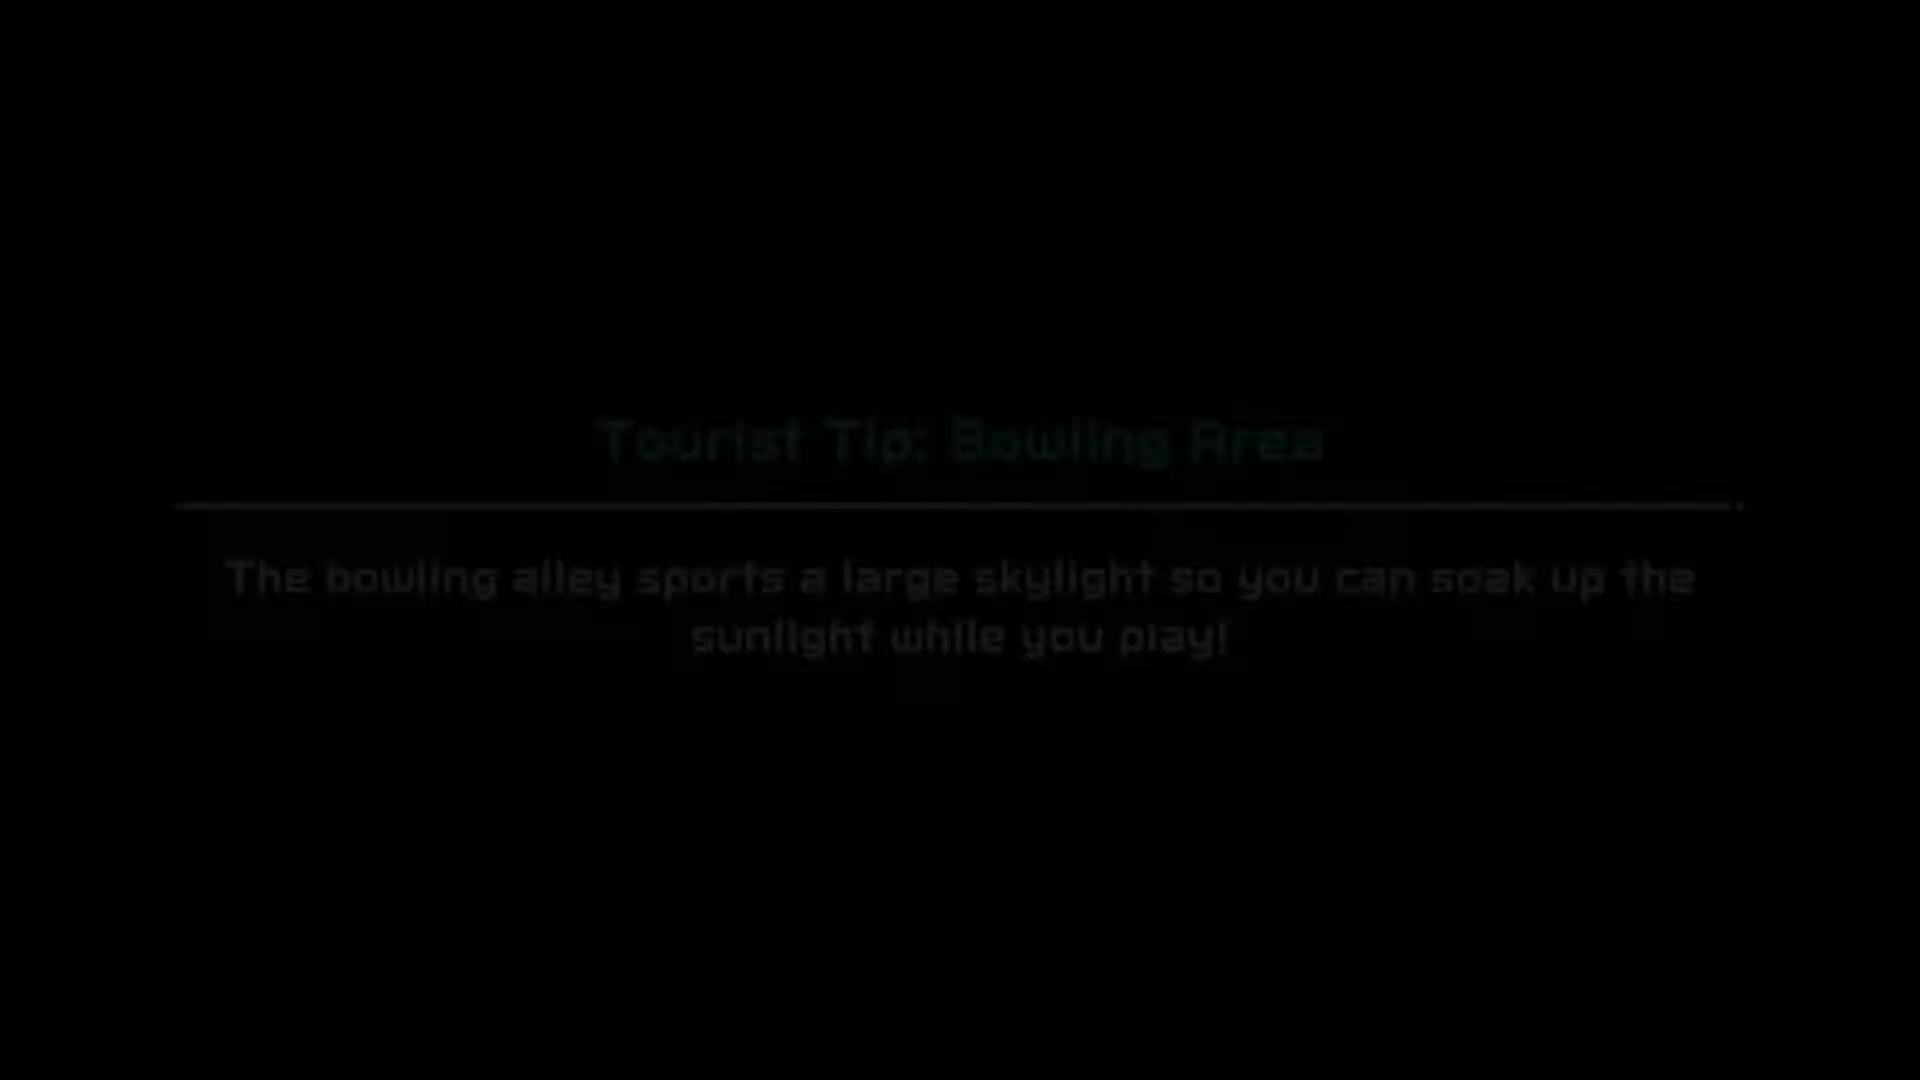 Tourist Tip: Bowling Area
The bowling alley sports a large skylight so you can soak up the
sunlight while you play!